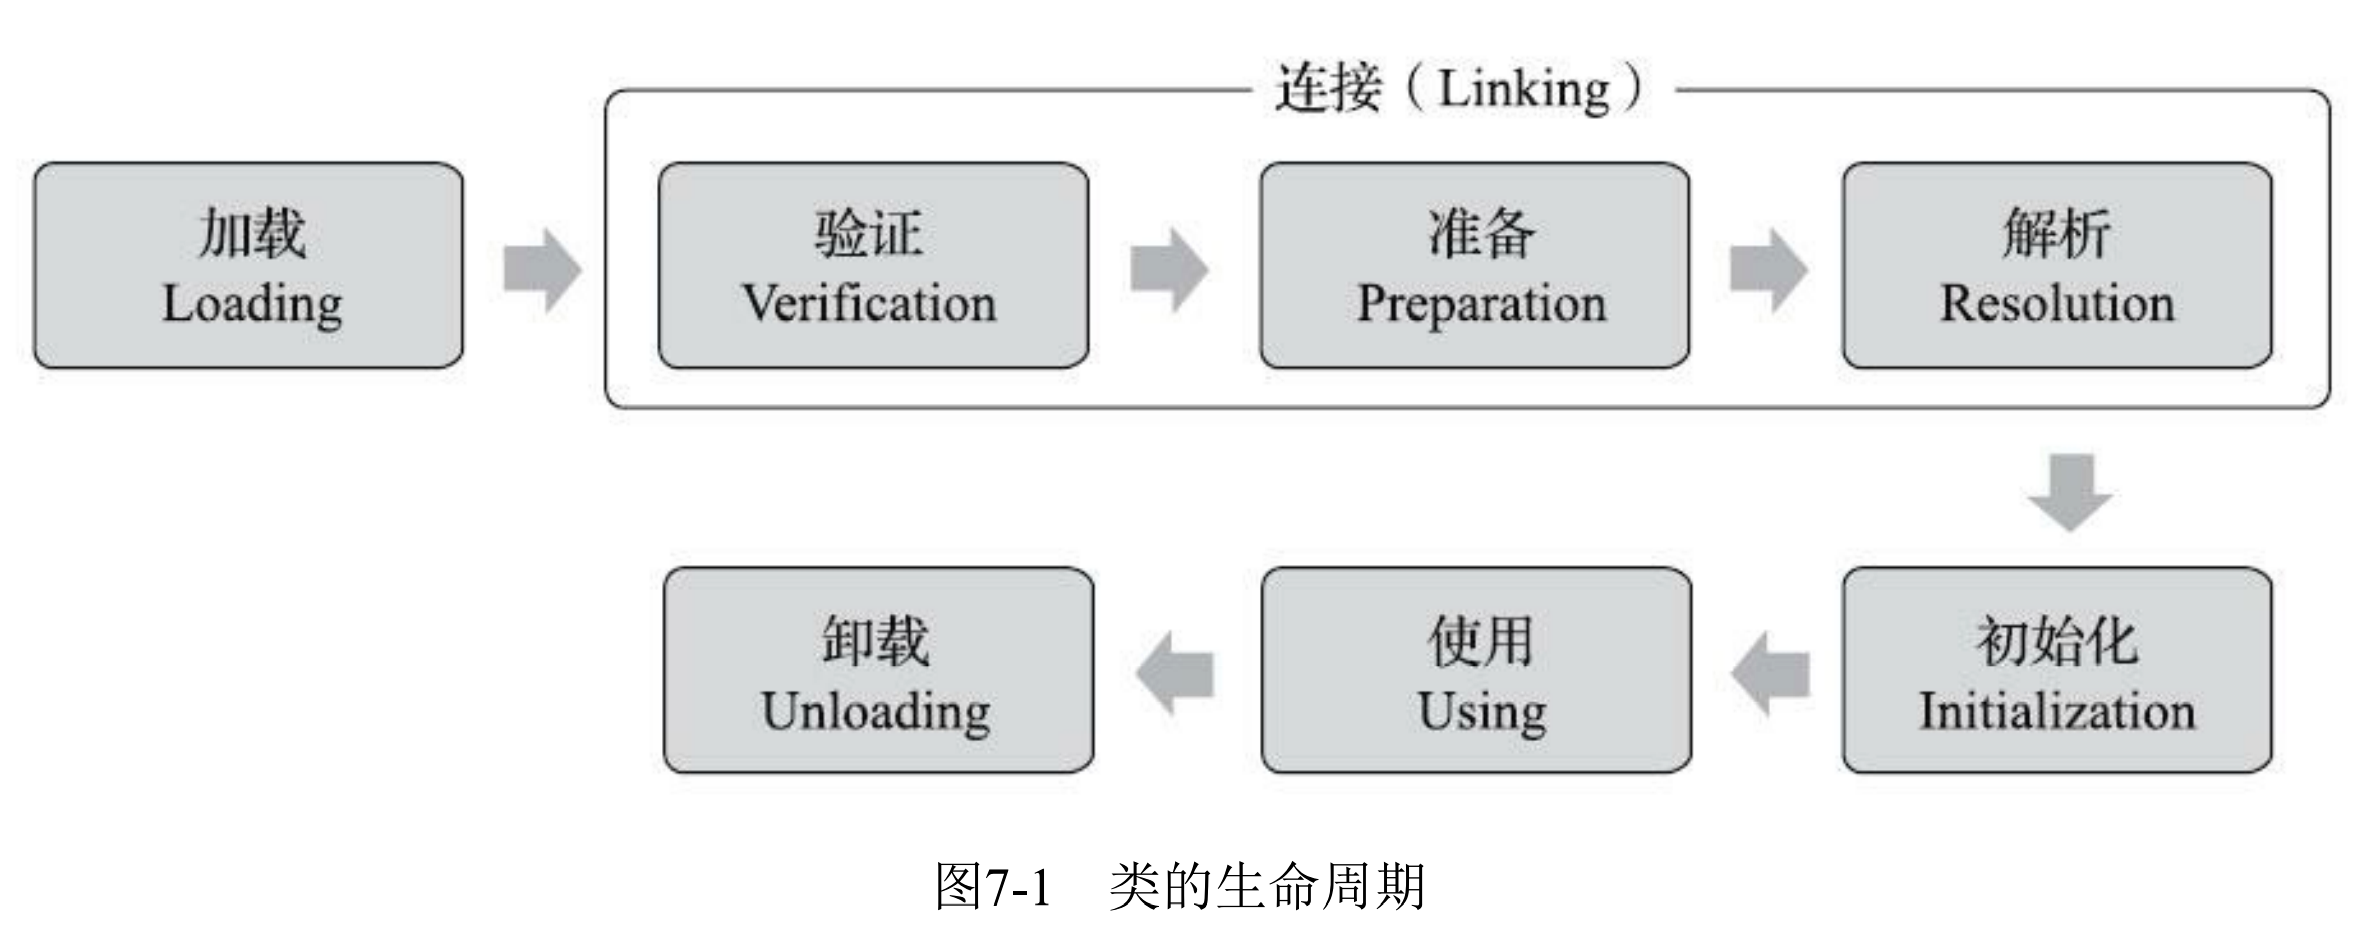 连接（Linking）
加载
Loading
验证
Verification
准备
Preparation
解析
Resolution
初始化
Initialization
使用
Using
卸载
Unloading
图7-1 类的生命周期